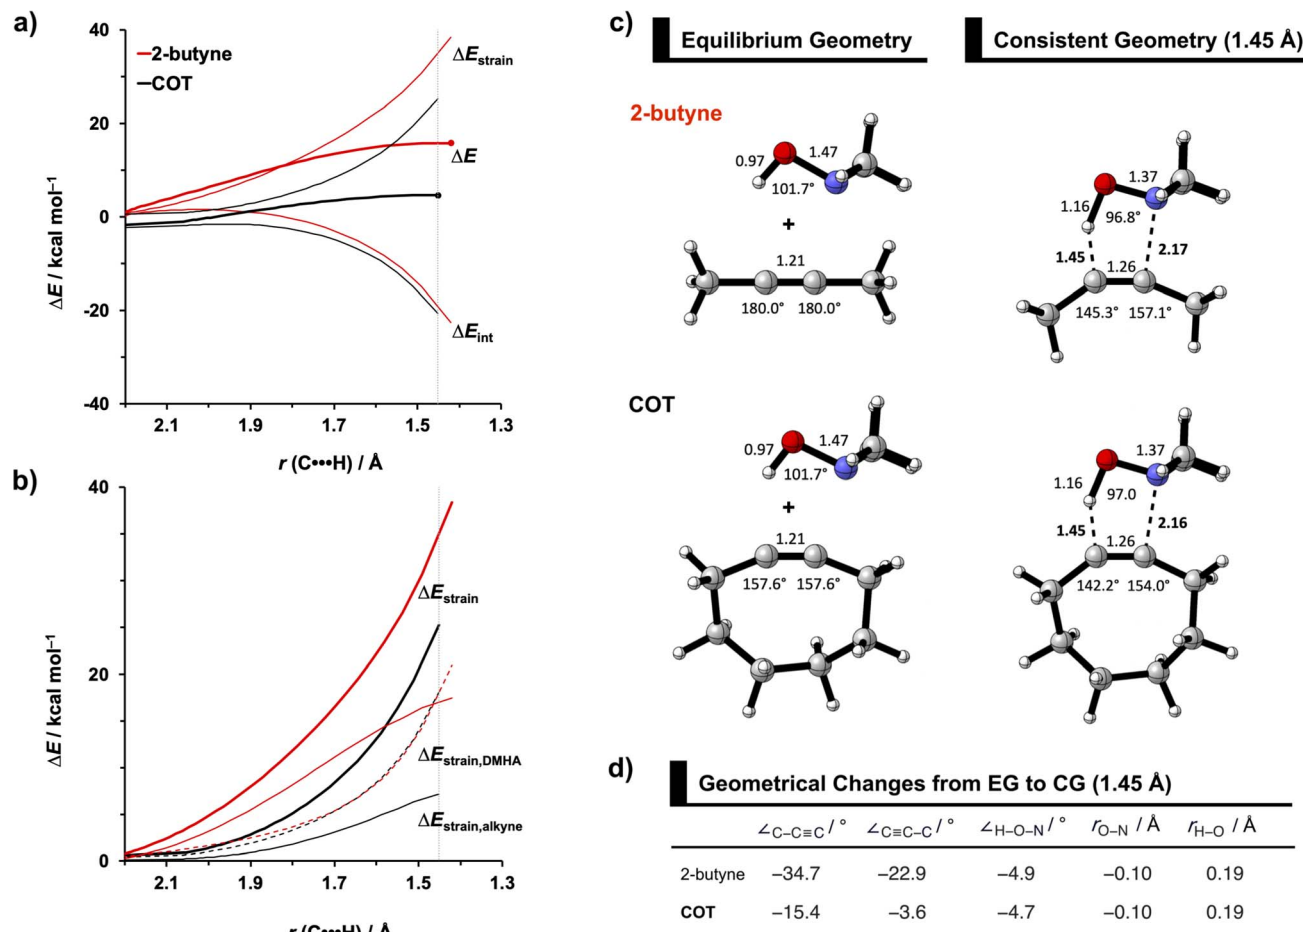 a)
40
2-butyne
COT
ΔEstrain
20
ΔE
ΔE / kcal mol–1
0
-20
ΔEint
-40
2.1 1.9 1.7 1.5 1.3
r (C•••H) / Å
b)
40
ΔEstrain
ΔE / kcal mol–1
20
ΔEstrain,DMHA
ΔEstrain,alkyne
0
2.1 1.9 1.7 1.5 1.3
r (C•••H) / Å
c)
Equilibrium Geometry
Consistent Geometry (1.45 Å)
2-butyne
0.97 1.47
101.7°
+
1.21
180.0° 180.0°
1.37
1.16
96.8°
1.45 2.17
1.26
145.3° 157.1°
COT
0.97 1.47
101.7°
+
1.21
157.6° 157.6°
1.37
1.16
97.0
1.45 2.16
1.26
142.2° 154.0°
d)
Geometrical Changes from EG to CG (1.45 Å)
∠C–C≡C / ° ∠C≡C–C / ° ∠H–O–N / ° rO–N / Å rH–O / Å
2-butyne –34.7 –22.9 –4.9 –0.10 0.19
COT –15.4 –3.6 –4.7 –0.10 0.19